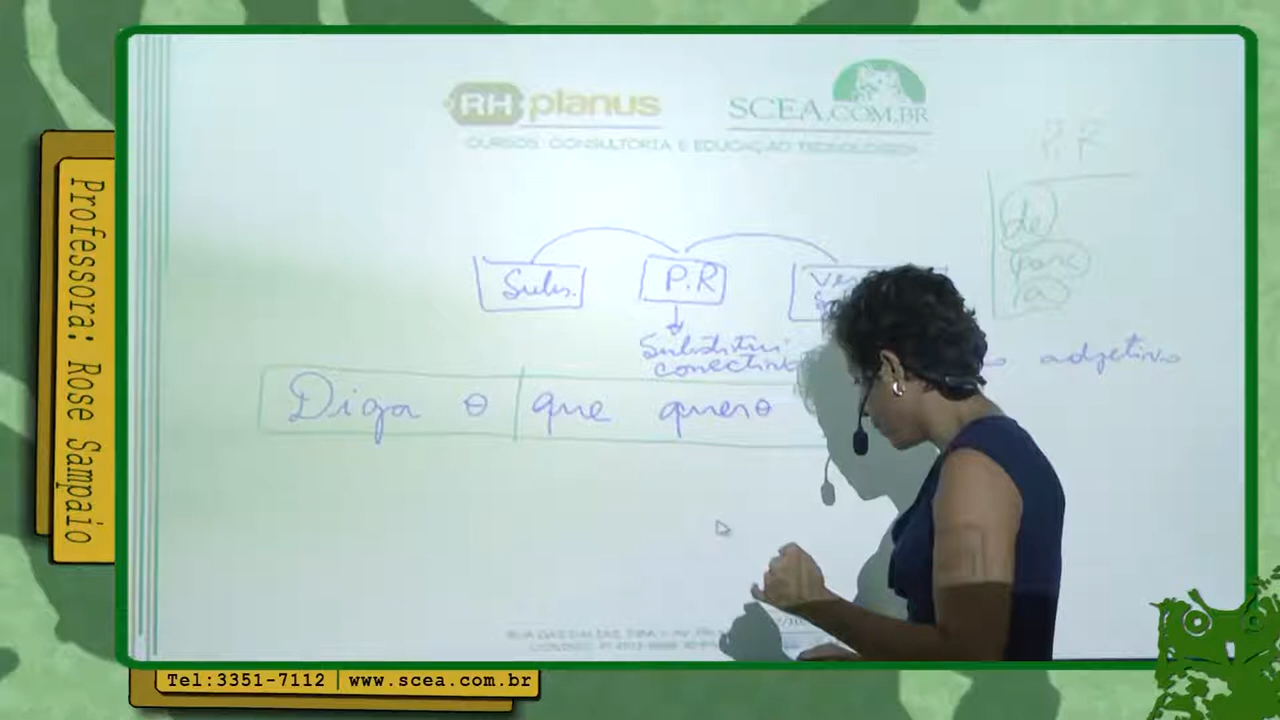 RH planus
SCEA.COM.BR
CURSOS, CONSULTORIA E EDUCAÇÃO TECNOLÓGICA
P.R
de
para
a
Subs. P.R
Substitui
conectivo adjetivo
Diga o que quero
Professora: Rose Sampaio
Tel:3351-7112 | www.scea.com.br